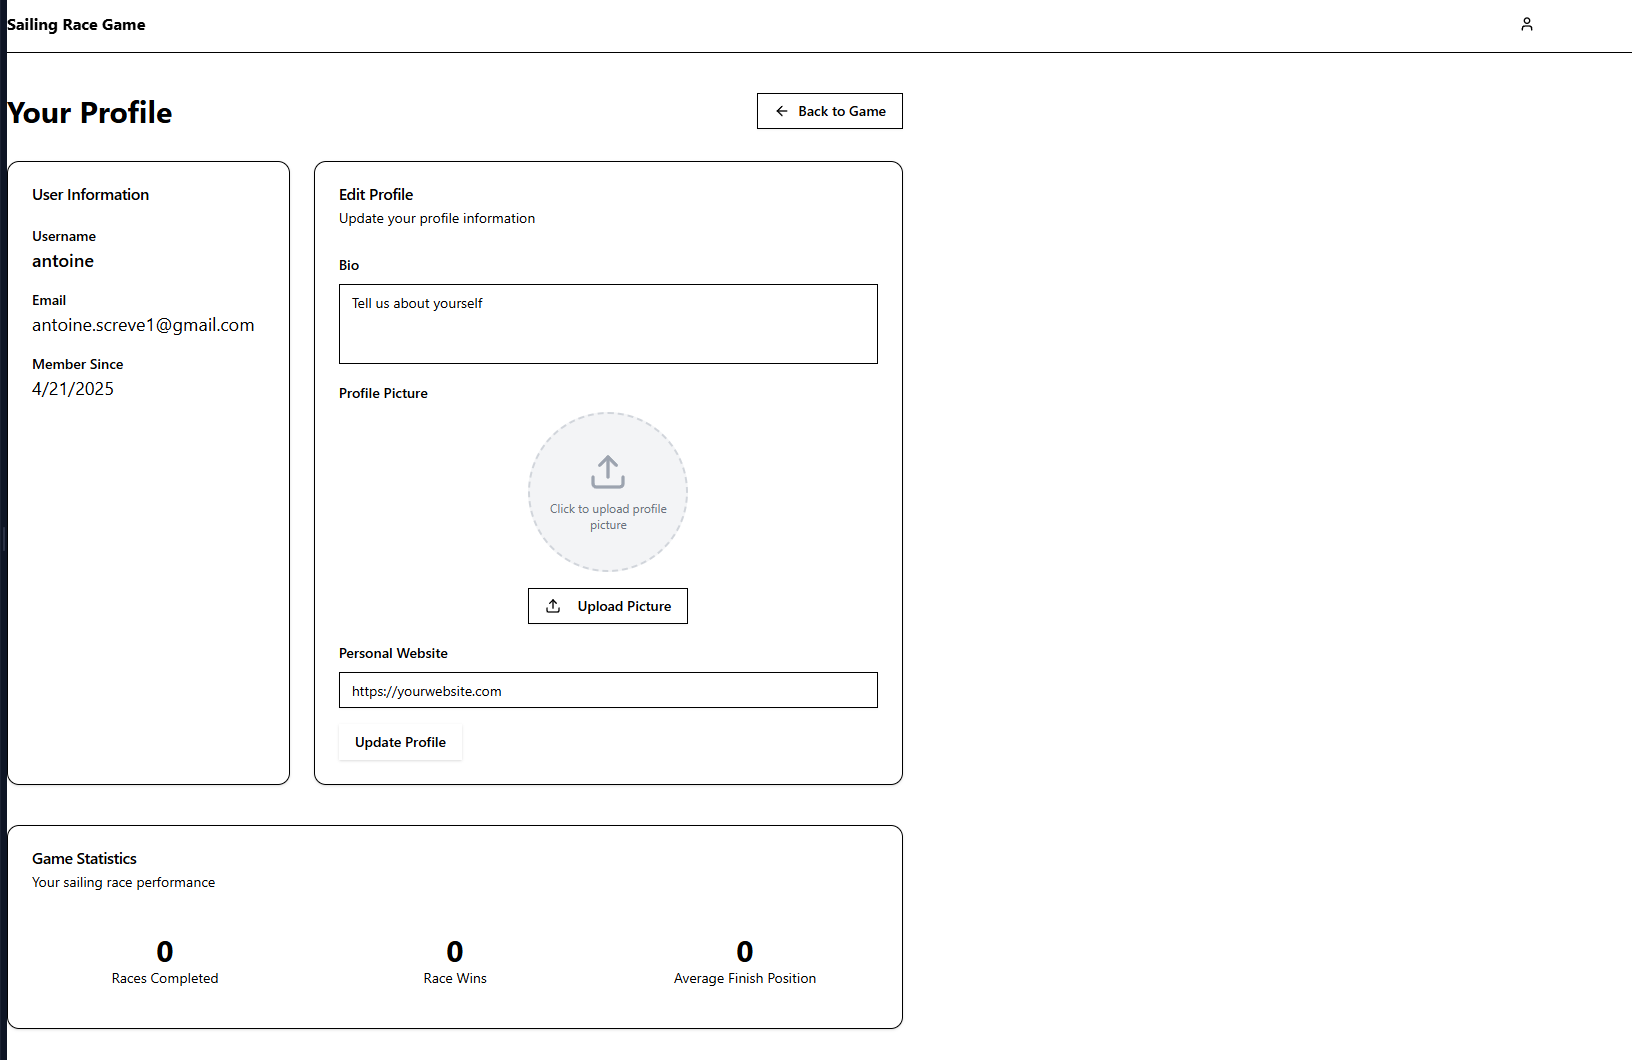 Sailing Race Game
Your Profile
Back to Game
User Information
Username
antoine
Email
antoine.screve1@gmail.com
Member Since
4/21/2025
Edit Profile
Update your profile information
Bio
Tell us about yourself
Profile Picture
Click to upload profile
picture
Upload Picture
Personal Website
https://yourwebsite.com
Update Profile
Game Statistics
Your sailing race performance
0
Races Completed
0
Race Wins
0
Average Finish Position